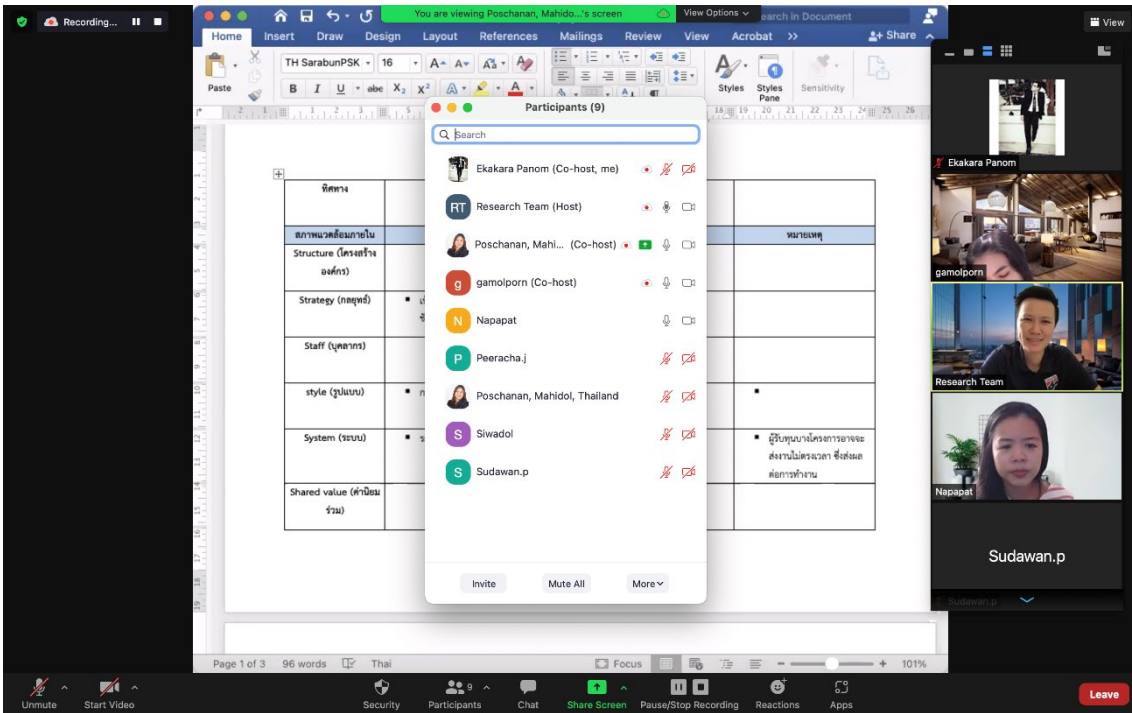 Recording...
You are viewing Poschanan, Mahido...'s screen
View Options
earch in Document
View
Home Insert Draw Design Layout References Mailings Review View Acrobat >> Share
Paste
TH SarabunPSK 16
B I U abc X₂ X²
Styles
Styles Pane
Sensitivity
Participants (9)
Search
Ekakara Panom (Co-host, me)
RT Research Team (Host)
Poschanan, Mahi... (Co-host)
g gamolporn (Co-host)
N Napapat
P Peeracha.j
Poschanan, Mahidol, Thailand
S Siwadol
S Sudawan.p
Invite Mute All More
ทิศทาง
สภาพแวดล้อมภายใน
หมายเหตุ
Structure (โครงสร้าง
องค์กร)
Strategy (กลยุทธ์)
Staff (บุคลากร)
style (รูปแบบ)
System (ระบบ)
▪ ผู้รับทุนบางโครงการอาจจะ
ส่งงานไม่ตรงเวลา ซึ่งส่งผล
ต่อการทำงาน
Shared value (ค่านิยม
ร่วม)
Ekakara Panom
gamolporn
Research Team
Napapat
Sudawan.p
Sudawan.p
Page 1 of 3 96 words Thai Focus 101%
Unmute Start Video Security Participants 9 Chat Share Screen Pause/Stop Recording Reactions Apps Leave